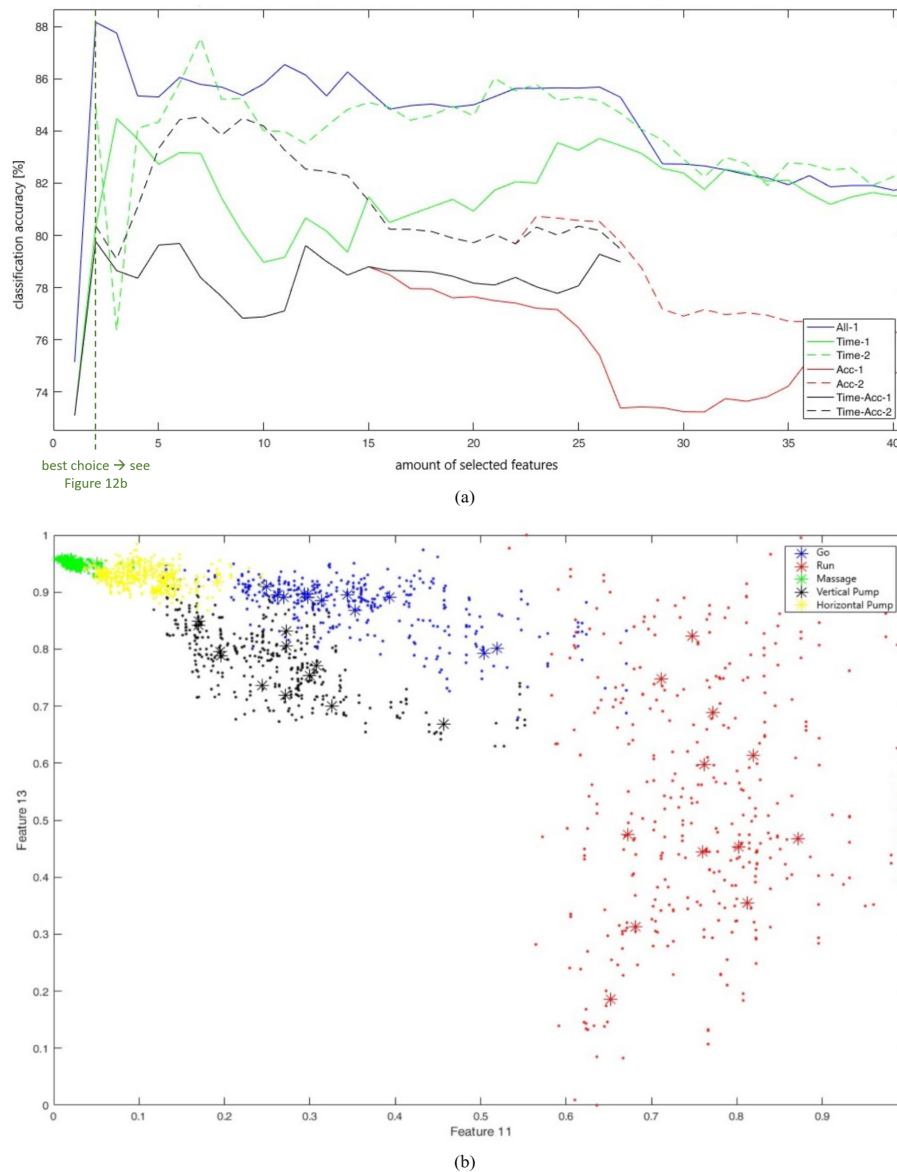 88
86
84
82
80
78
76
74
classification accuracy [%]
All-1
Time-1
Time-2
Acc-1
Acc-2
Time-Acc-1
Time-Acc-2
0 5 10 15 20 25 30 35 40
amount of selected features
best choice → see
Figure 12b
(a)
1
0.9
0.8
0.7
0.6
0.5
0.4
0.3
0.2
0.1
0
Feature 13
Go
Run
Massage
Vertical Pump
Horizontal Pump
0 0.1 0.2 0.3 0.4 0.5 0.6 0.7 0.8 0.9
Feature 11
(b)